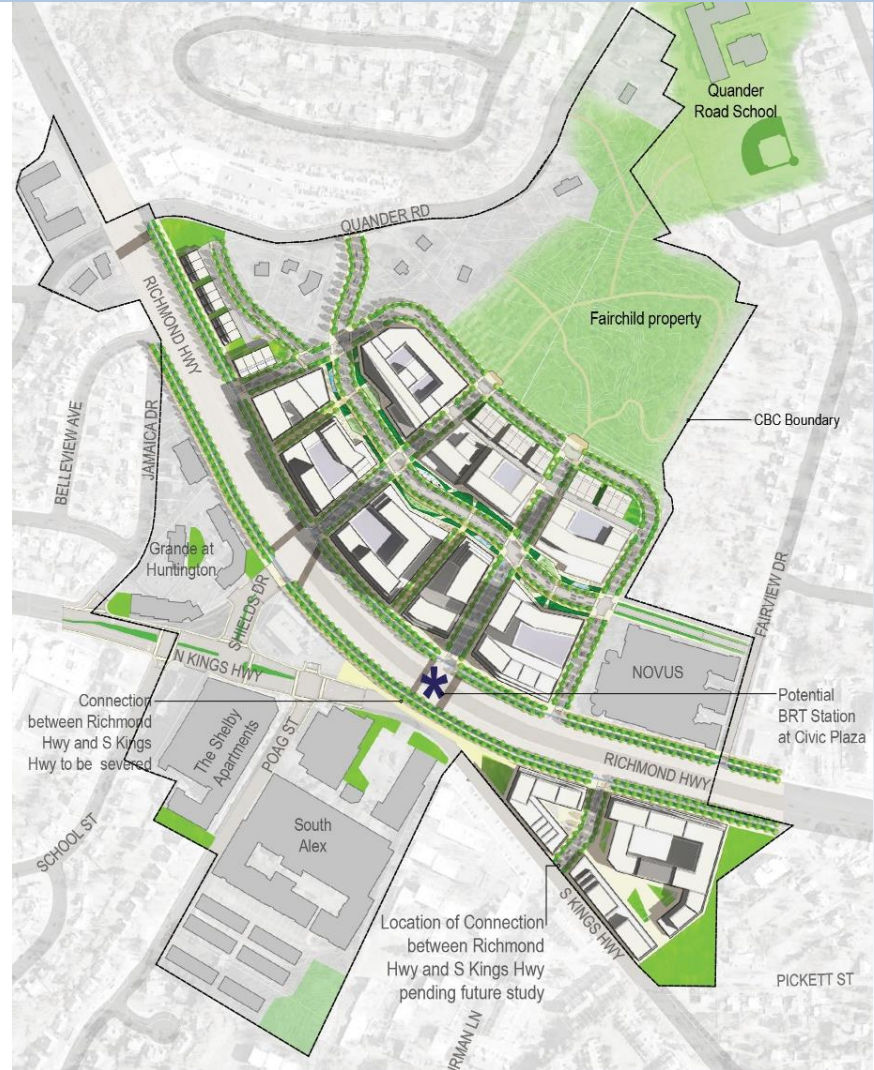 Quander
Road School
QUANDER RD
RICHMOND HWY
Fairchild property
CBC Boundary
BELLEVIEW AVE
JAMAICA DR
Grande at
Huntington
SHIELDS DR
FAIRVIEW DR
N KINGS HWY
NOVUS
Connection
between Richmond
Hwy and S Kings
Hwy to be severed
*
Potential
BRT Station
at Civic Plaza
The Shelby
Apartments
POAG ST
RICHMOND HWY
SCHOOL ST
South
Alex
S KINGS HWY
Location of Connection
between Richmond
Hwy and S Kings Hwy
pending future study
PICKETT ST
RMAN LN